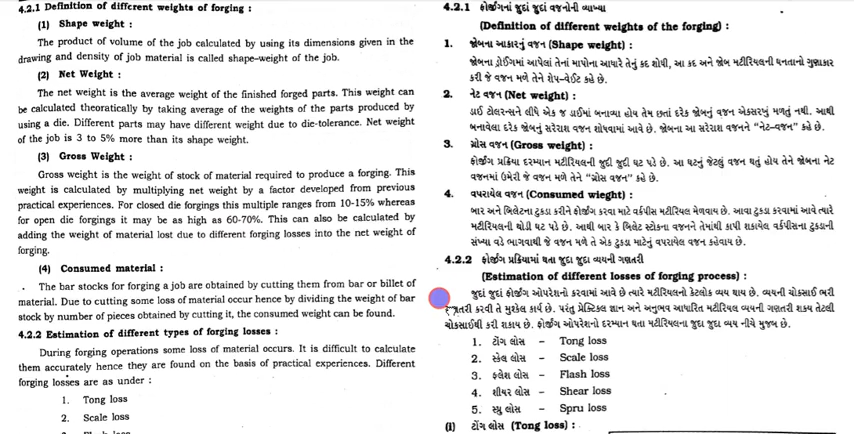 4.2.1 Definition of different weights of forging :
(1) Shape weight :
The product of volume of the job calculated by using its dimensions given in the
drawing and density of job material is called shape-weight of the job.
(2) Net Weight :
The net weight is the average weight of the finished forged parts. This weight can
be calculated theoratically by taking average of the weights of the parts produced by
using a die. Different parts may have different weight due to die-tolerance. Net weight
of the job is 3 to 5% more than its shape weight.
(3) Gross Weight :
Gross weight is the weight of stock of material required to produce a forging. This
weight is calculated by multiplying net weight by a factor developed from previous
practical experiences. For closed die forgings this multiple ranges from 10-15% whereas
for open die forgings it may be as high as 60-70%. This can also be calculated by
adding the weight of material lost due to different forging losses into the net weight of
forging.
(4) Consumed material :
The bar stocks for forging a job are obtained by cutting them from bar or billet of
material. Due to cutting some loss of material occur hence by dividing the weight of bar
stock by number of pieces obtained by cutting it, the consumed weight can be found.
4.2.2 Estimation of different types of forging losses :
During forging operations some loss of material occurs. It is difficult to calculate
them accurately hence they are found on the basis of practical experiences. Different
forging losses are as under :
1. Tong loss
2. Scale loss
4.2.1 ફોર્જિંગનાં જુદાં જુદાં વજનોની વ્યાખ્યા
(Definition of different weights of the forging) :
1. જોબના આકારનું વજન (Shape weight) :
જોબના ડ્રોઈંગમાં આપેલાં તેનાં માપોના આધારે તેનું કદ શોધી, આ કદ અને જોબ મટીરિયલની ઘનતાનો ગુણાકાર
કરી જે વજન મળે તેને શેપ-વેઈટ કહે છે.
2. નેટ વજન (Net weight) :
ડાઈ ટોલરન્સને લીધે એક જ ડાઈમાં બનાવ્યા હોય તેમ છતાં દરેક જોબનું વજન એકસરખું મળતું નથી. આથી
બનાવેલા દરેક જોબનું સરેરાશ વજન શોધવામાં આવે છે. જોબના આ સરેરાશ વજનને “નેટ-વજન” કહે છે.
3. ગ્રોસ વજન (Gross weight) :
ફોર્જિંગ પ્રક્રિયા દરમ્યાન મટીરિયલની જુદી જુદી ઘટ પડે છે. આ ઘટનું જેટલું વજન થતું હોય તેને જોબના નેટ
વજનમાં ઉમેરી જે વજન મળે તેને “ગ્રોસ વજન” કહે છે.
4. વપરાયેલ વજન (Consumed wieght) :
બાર અને બિલેટના ટુકડા કરીને ફોર્જિંગ કરવા માટે વર્કપીસ મટીરિયલ મેળવાય છે. આવા ટુકડા કરવામાં આવે ત્યારે
મટીરિયલની થોડી ઘટ પડે છે. આથી બાર કે બિલેટ સ્ટોકના વજનને તેમાંથી કાપી શકાયેલ વર્કપીસના ટુકડાની
સંખ્યા વડે ભાગવાથી જે વજન મળે તે એક ટુકડા માટેનું વપરાયેલ વજન કહેવાય છે.
4.2.2 ફોર્જિંગ પ્રક્રિયામાં થતા જુદા જુદા વ્યયની ગણતરી
(Estimation of different losses of forging process) :
જુદાં જુદાં ફોર્જિંગ ઓપરેશનો કરવામાં આવે છે ત્યારે મટીરિયલનો કેટલોક વ્યય થાય છે. વ્યયની ચોક્સાઈ ભરી
કરવી તે મુશ્કેલ કાર્ય છે. પરંતુ પ્રેક્ટિકલ જ્ઞાન અને અનુભવ આધારિત મટીરિયલ વ્યયની ગણતરી શક્ય તેટલી
ચોક્સાઈથી કરી શકાય છે. ફોર્જિંગ ઓપરેશનો દરમ્યાન થતા મટીરિયલના જુદા જુદા વ્યય નીચે મુજબ છે.
1. ટોંગ લોસ – Tong loss
2. સ્કેલ લોસ – Scale loss
3. ફ્લેશ લોસ – Flash loss
4. શીયર લોસ – Shear loss
5. સ્પ્રુ લોસ – Spru loss
(i) ટોંગ લોસ (Tong loss) :